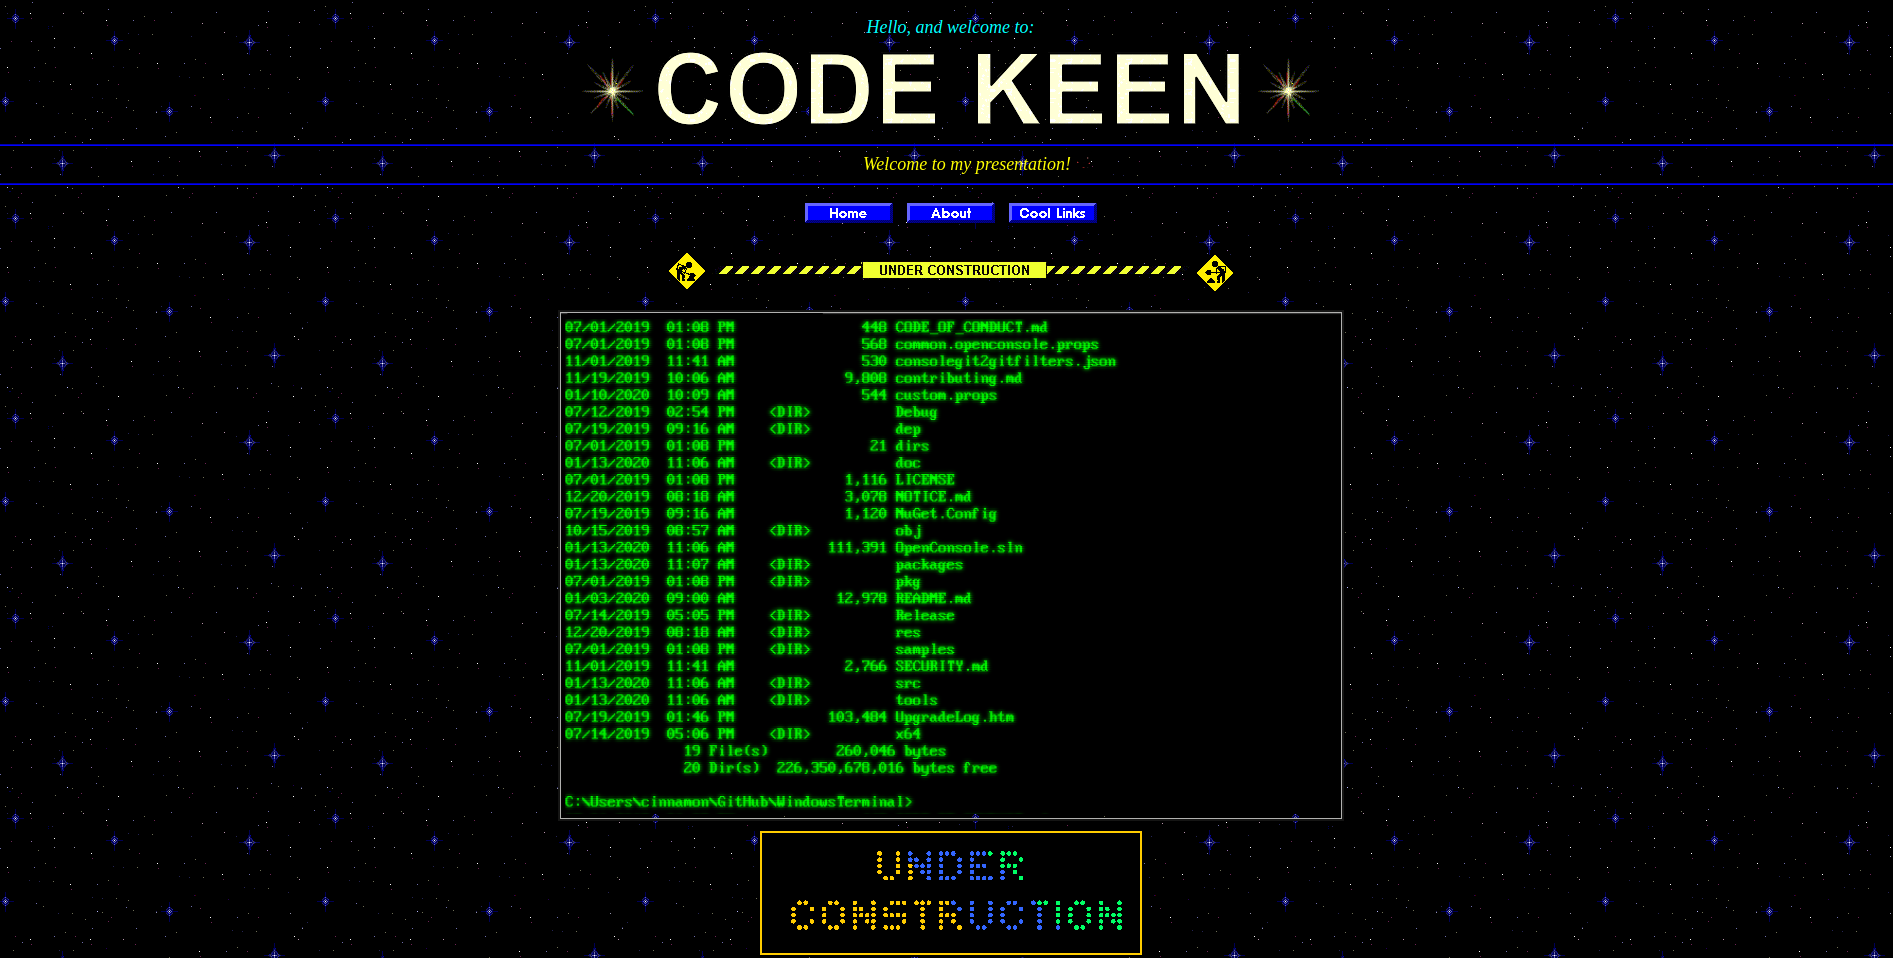 Hello, and welcome to:
CODE KEEN
Welcome to my presentation!
Home About Cool Links
UNDER CONSTRUCTION
07/01/2019  01:08 PM               448 CODE_OF_CONDUCT.md
07/01/2019  01:08 PM               568 common.openconsole.props
11/01/2019  11:41 AM               530 consolegit2gitfilters.json
11/19/2019  10:06 AM             9,808 contributing.md
01/10/2020  10:09 AM               544 custom.props
07/12/2019  02:54 PM    <DIR>          Debug
07/19/2019  09:16 AM    <DIR>          dep
07/01/2019  01:08 PM                21 dirs
01/13/2020  11:06 AM    <DIR>          doc
07/01/2019  01:08 PM             1,116 LICENSE
12/20/2019  08:18 AM             3,078 NOTICE.md
07/19/2019  09:16 AM             1,120 NuGet.Config
10/15/2019  08:57 AM    <DIR>          obj
01/13/2020  11:06 AM           111,391 OpenConsole.sln
01/13/2020  11:07 AM    <DIR>          packages
07/01/2019  01:08 PM    <DIR>          pkg
01/03/2020  09:00 AM            12,978 README.md
07/14/2019  05:05 PM    <DIR>          Release
12/20/2019  08:18 AM    <DIR>          res
07/01/2019  01:08 PM    <DIR>          samples
11/01/2019  11:41 AM             2,766 SECURITY.md
01/13/2020  11:06 AM    <DIR>          src
01/13/2020  11:06 AM    <DIR>          tools
07/19/2019  01:46 PM           103,484 UpgradeLog.htm
07/14/2019  05:06 PM    <DIR>          x64
19 File(s)        260,046 bytes
20 Dir(s)  226,350,678,016 bytes free
C:\Users\cinnamon\GitHub\WindowsTerminal>
UNDER
CONSTRUCTION